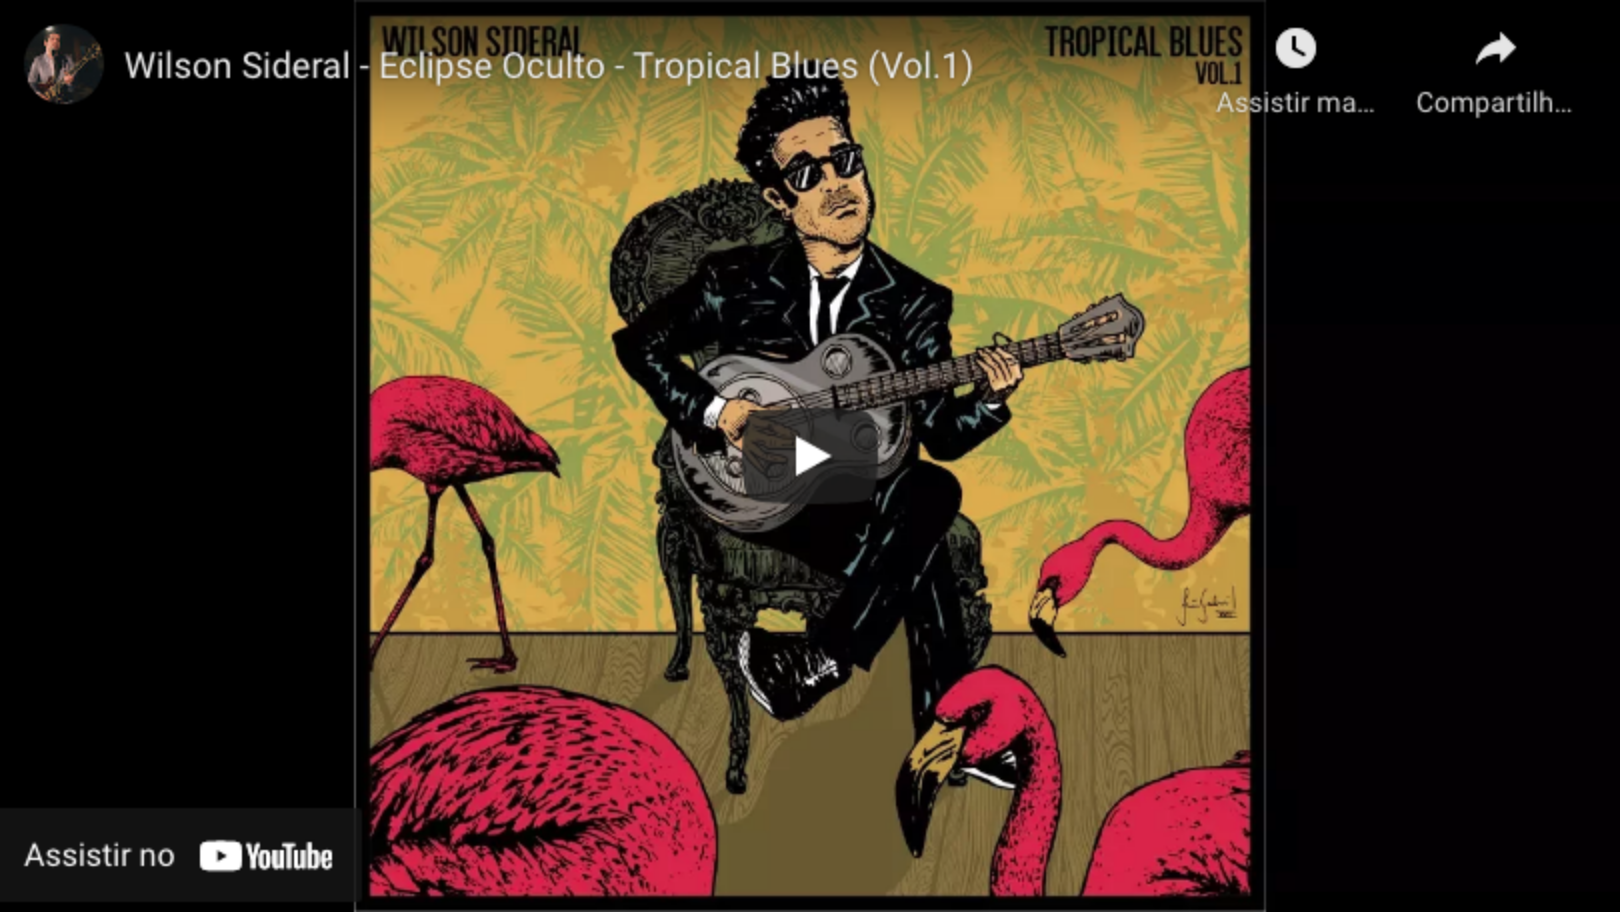 WILSON SIDERAL
TROPICAL BLUES
VOL.1
Wilson Sideral - Eclipse Oculto - Tropical Blues (Vol.1)
Assistir ma...
Compartilh...
Assistir no YouTube